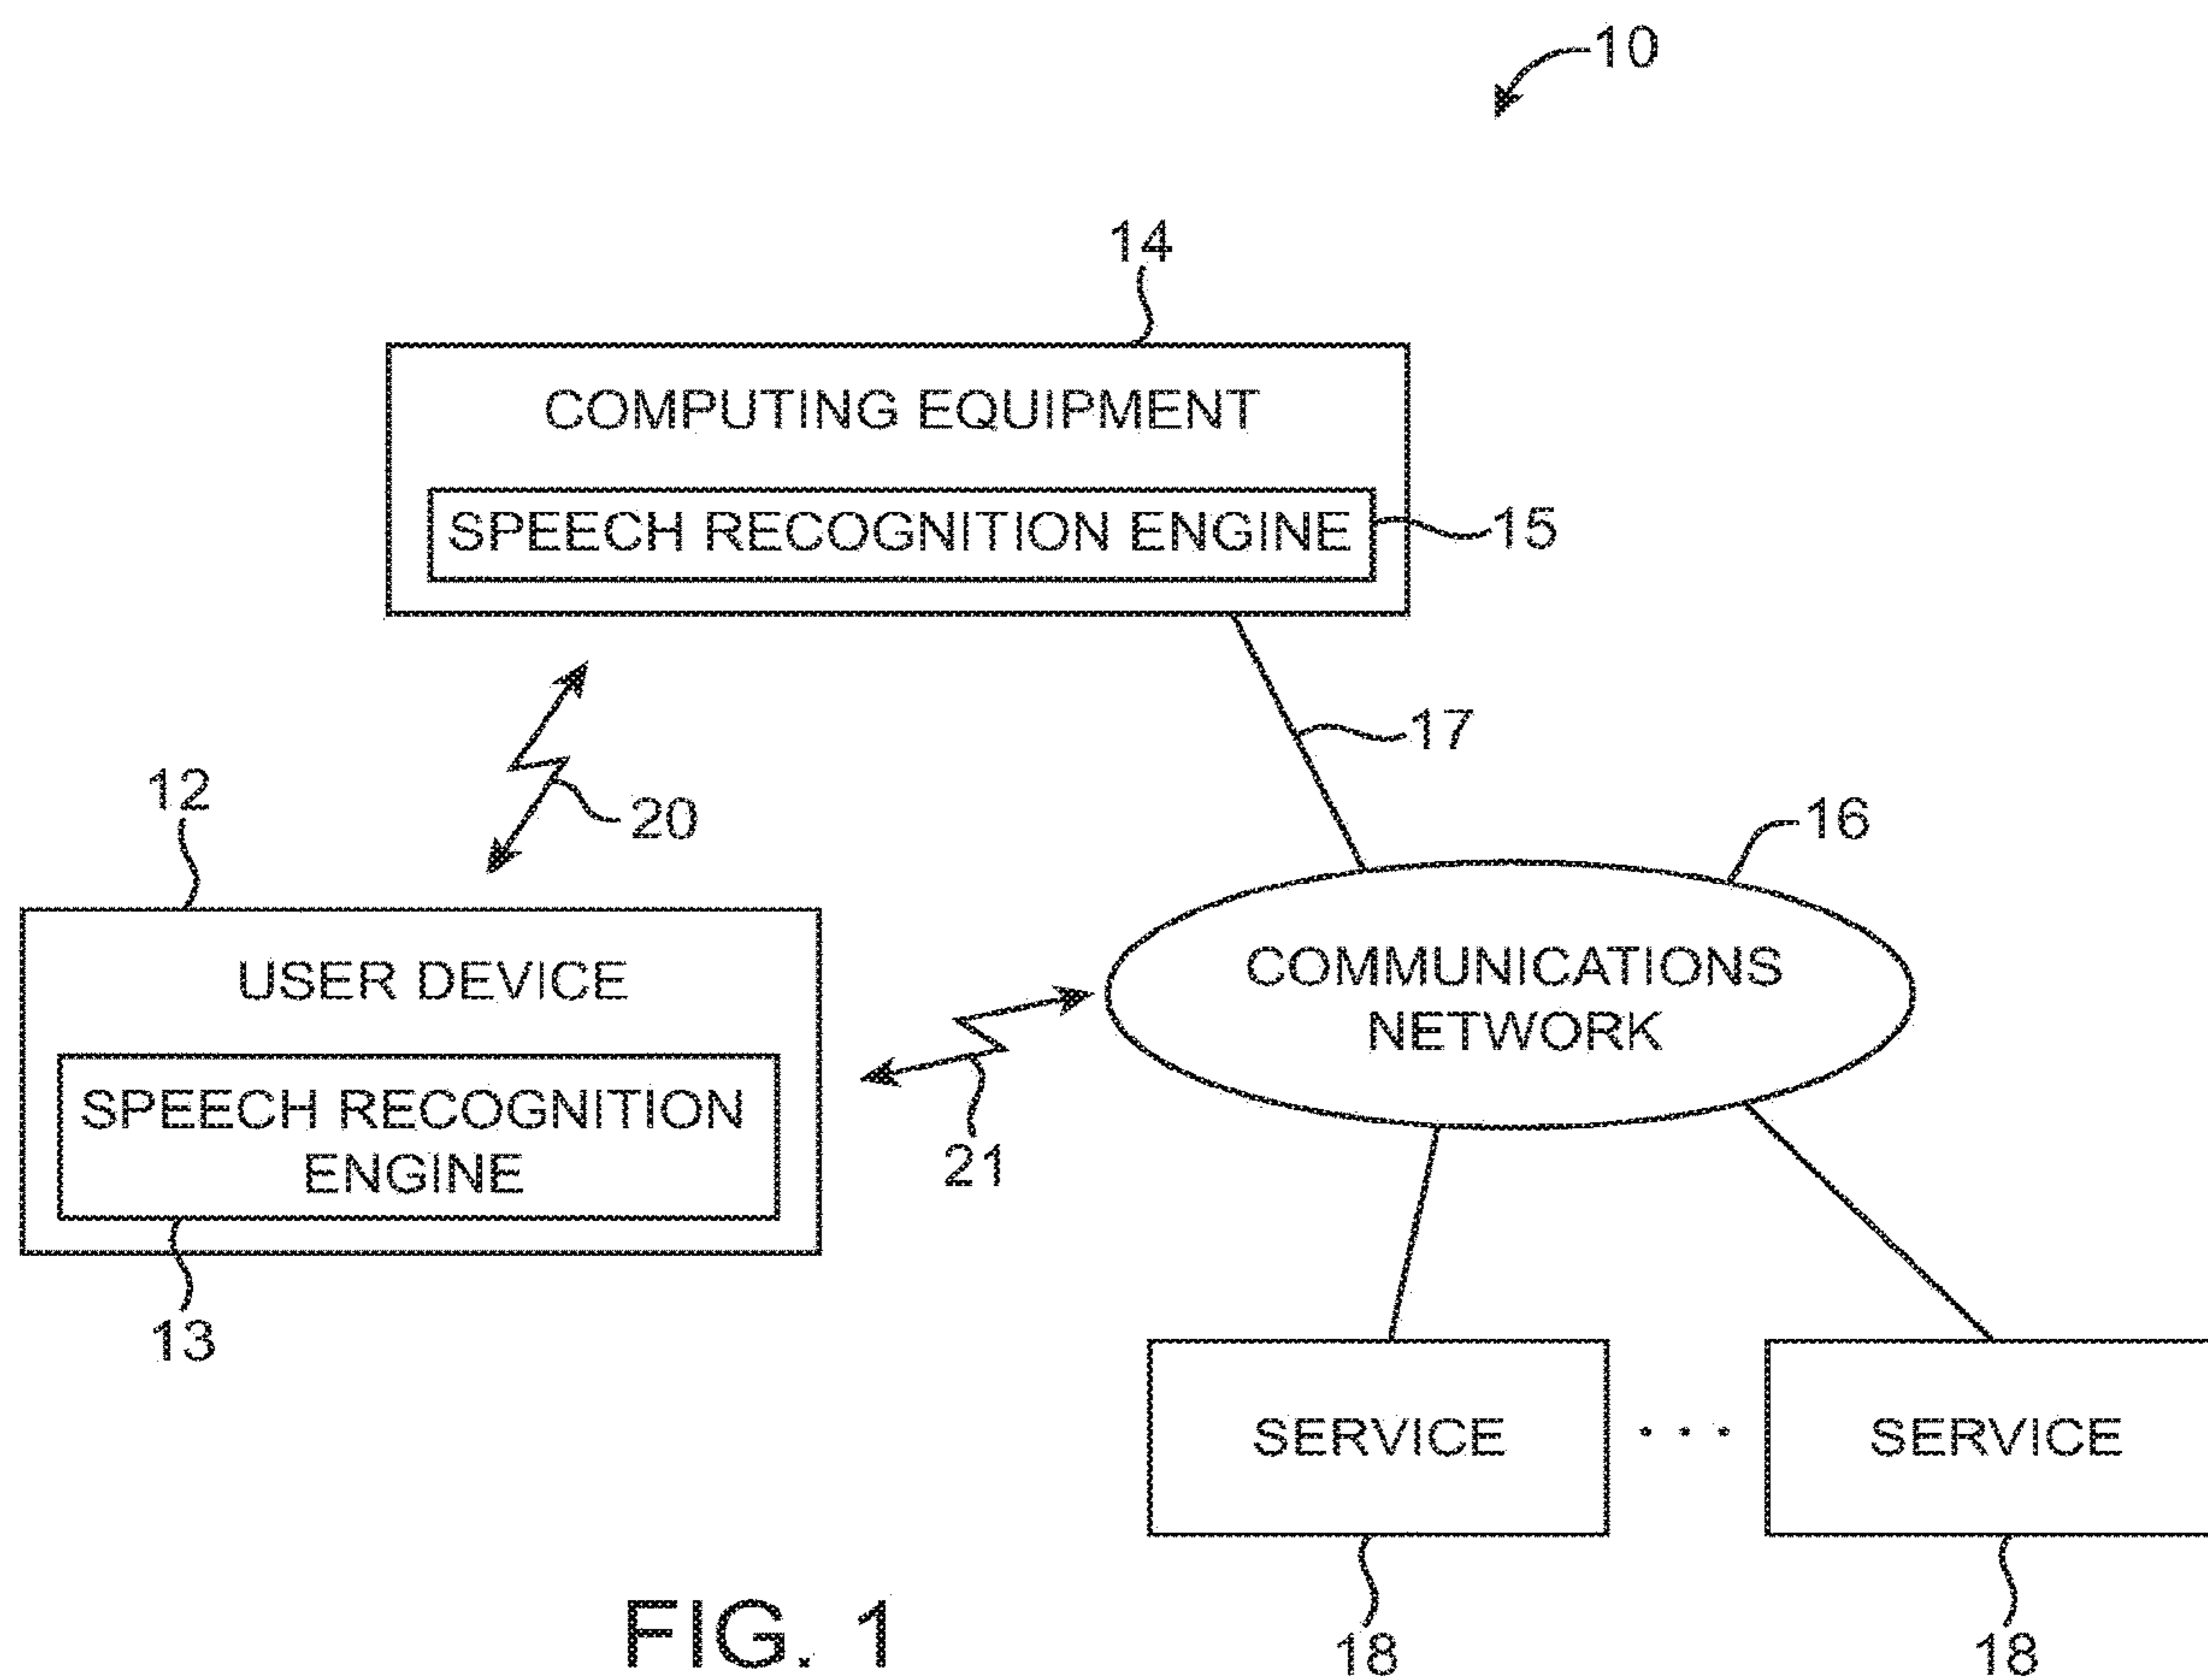 10
14
COMPUTING EQUIPMENT
SPEECH RECOGNITION ENGINE
15
17
12
20
16
USER DEVICE
COMMUNICATIONS
NETWORK
SPEECH RECOGNITION
ENGINE
21
13
SERVICE
. . .
SERVICE
18
18
FIG. 1